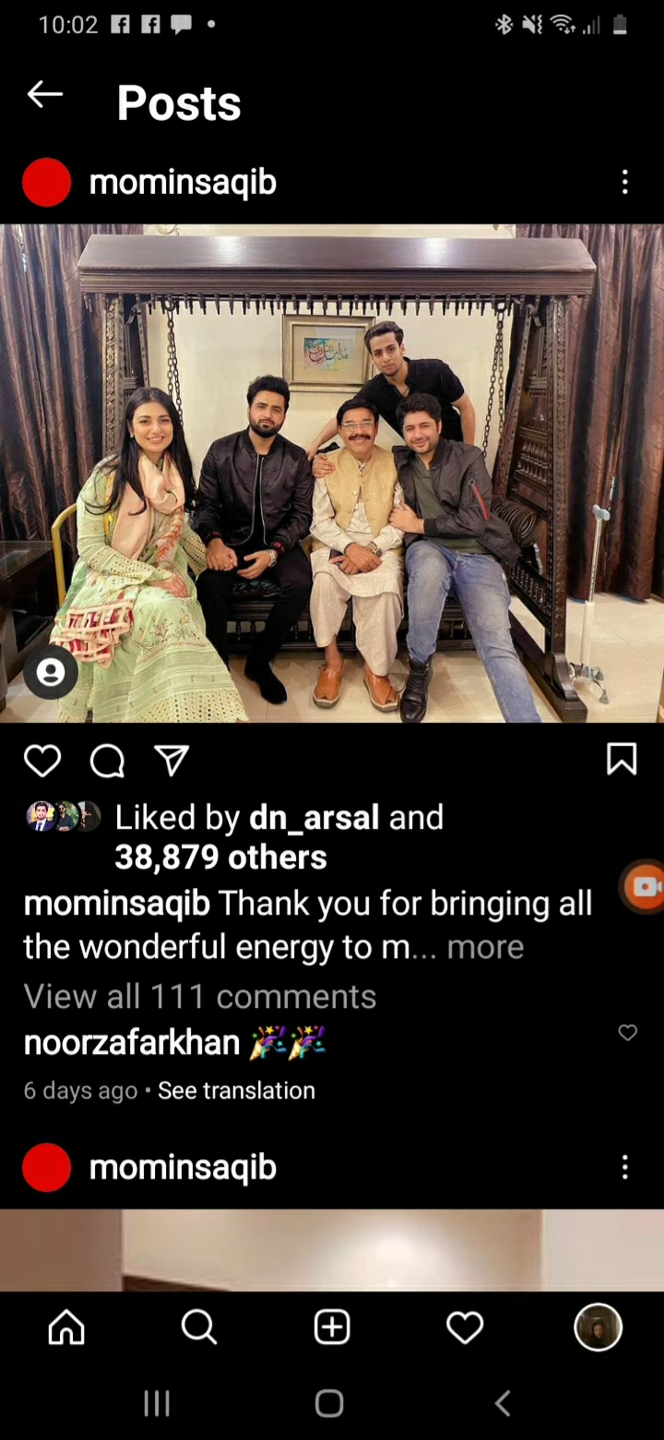 10:02
Posts
mominsaqib
Liked by dn_arsal and
38,879 others
mominsaqib Thank you for bringing all
the wonderful energy to m... more
View all 111 comments
noorzafarkhan 🎉🎉
6 days ago • See translation
mominsaqib